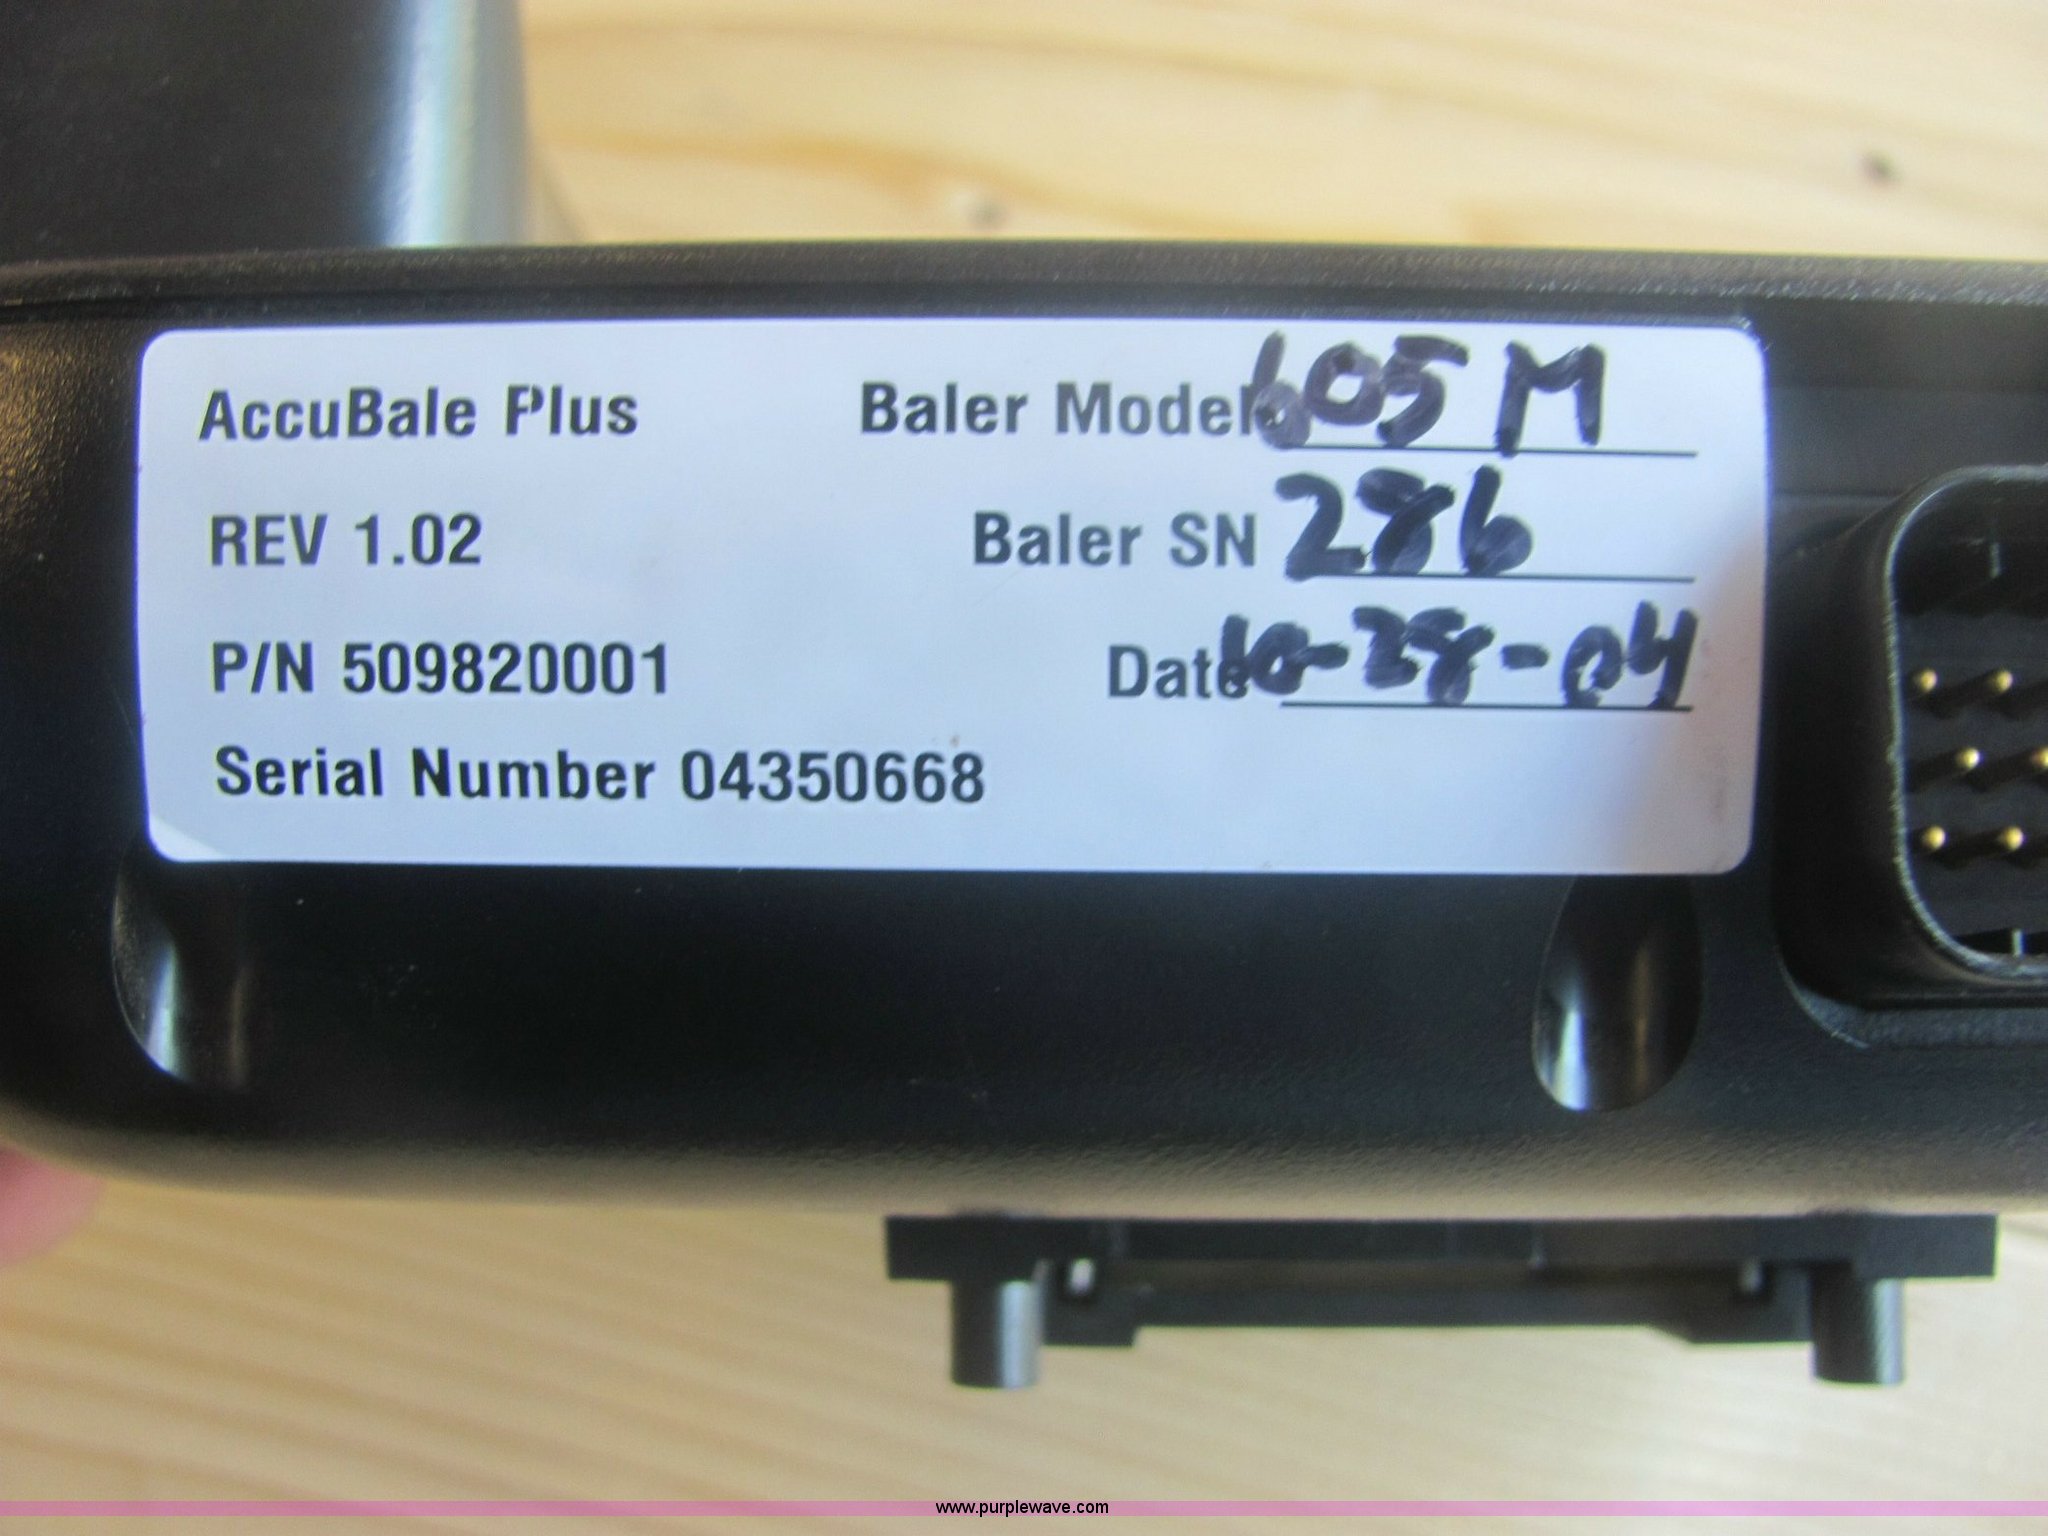 AccuBale Plus Baler Model 605 M
REV 1.02 Baler SN 286
P/N 509820001 Date 10-28-04
Serial Number 04350668
www.purplewave.com